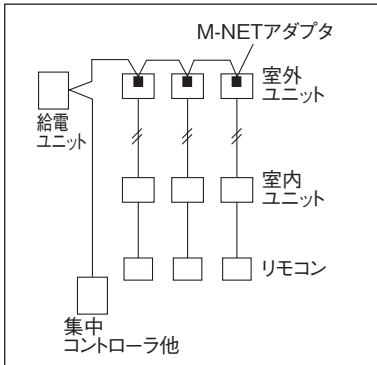 M-NETアダプタ
室外
ユニット
給電
ユニット
室内
ユニット
リモコン
集中
コントローラ他